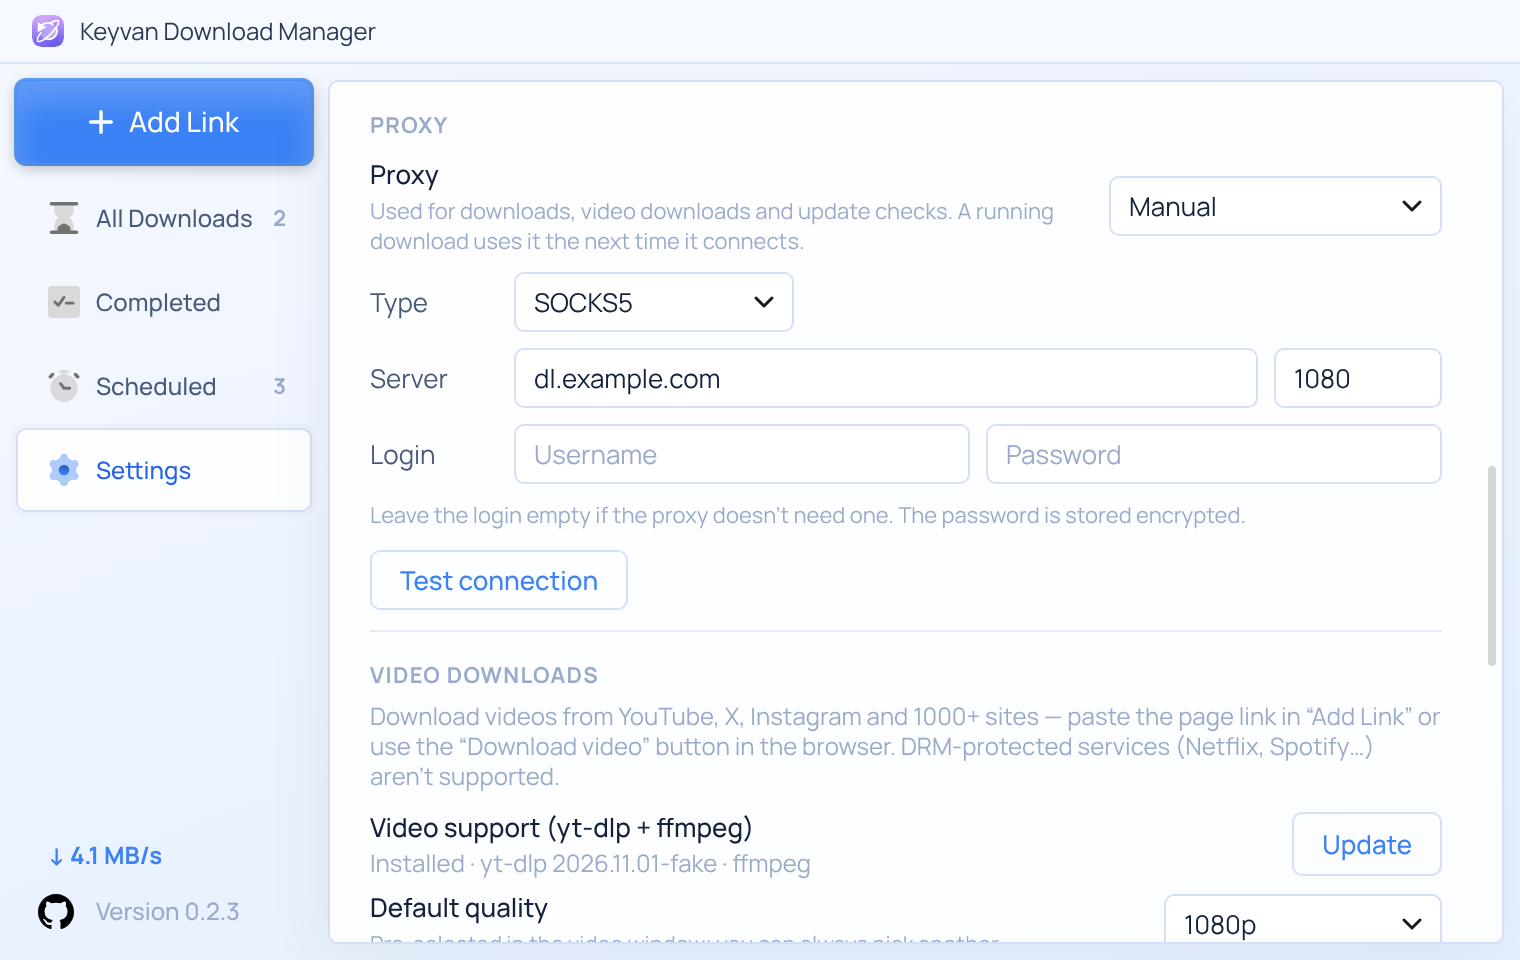 Keyvan Download Manager
Add Link
All Downloads 2
Completed
Scheduled 3
Settings
↓ 4.1 MB/s
Version 0.2.3
PROXY
Proxy
Used for downloads, video downloads and update checks. A running
download uses it the next time it connects.
Manual
Type SOCKS5
Server dl.example.com 1080
Login Username Password
Leave the login empty if the proxy doesn't need one. The password is stored encrypted.
Test connection
VIDEO DOWNLOADS
Download videos from YouTube, X, Instagram and 1000+ sites — paste the page link in “Add Link” or
use the “Download video” button in the browser. DRM-protected services (Netflix, Spotify…)
aren't supported.
Video support (yt-dlp + ffmpeg)
Installed · yt-dlp 2026.11.01-fake · ffmpeg
Update
Default quality
1080p